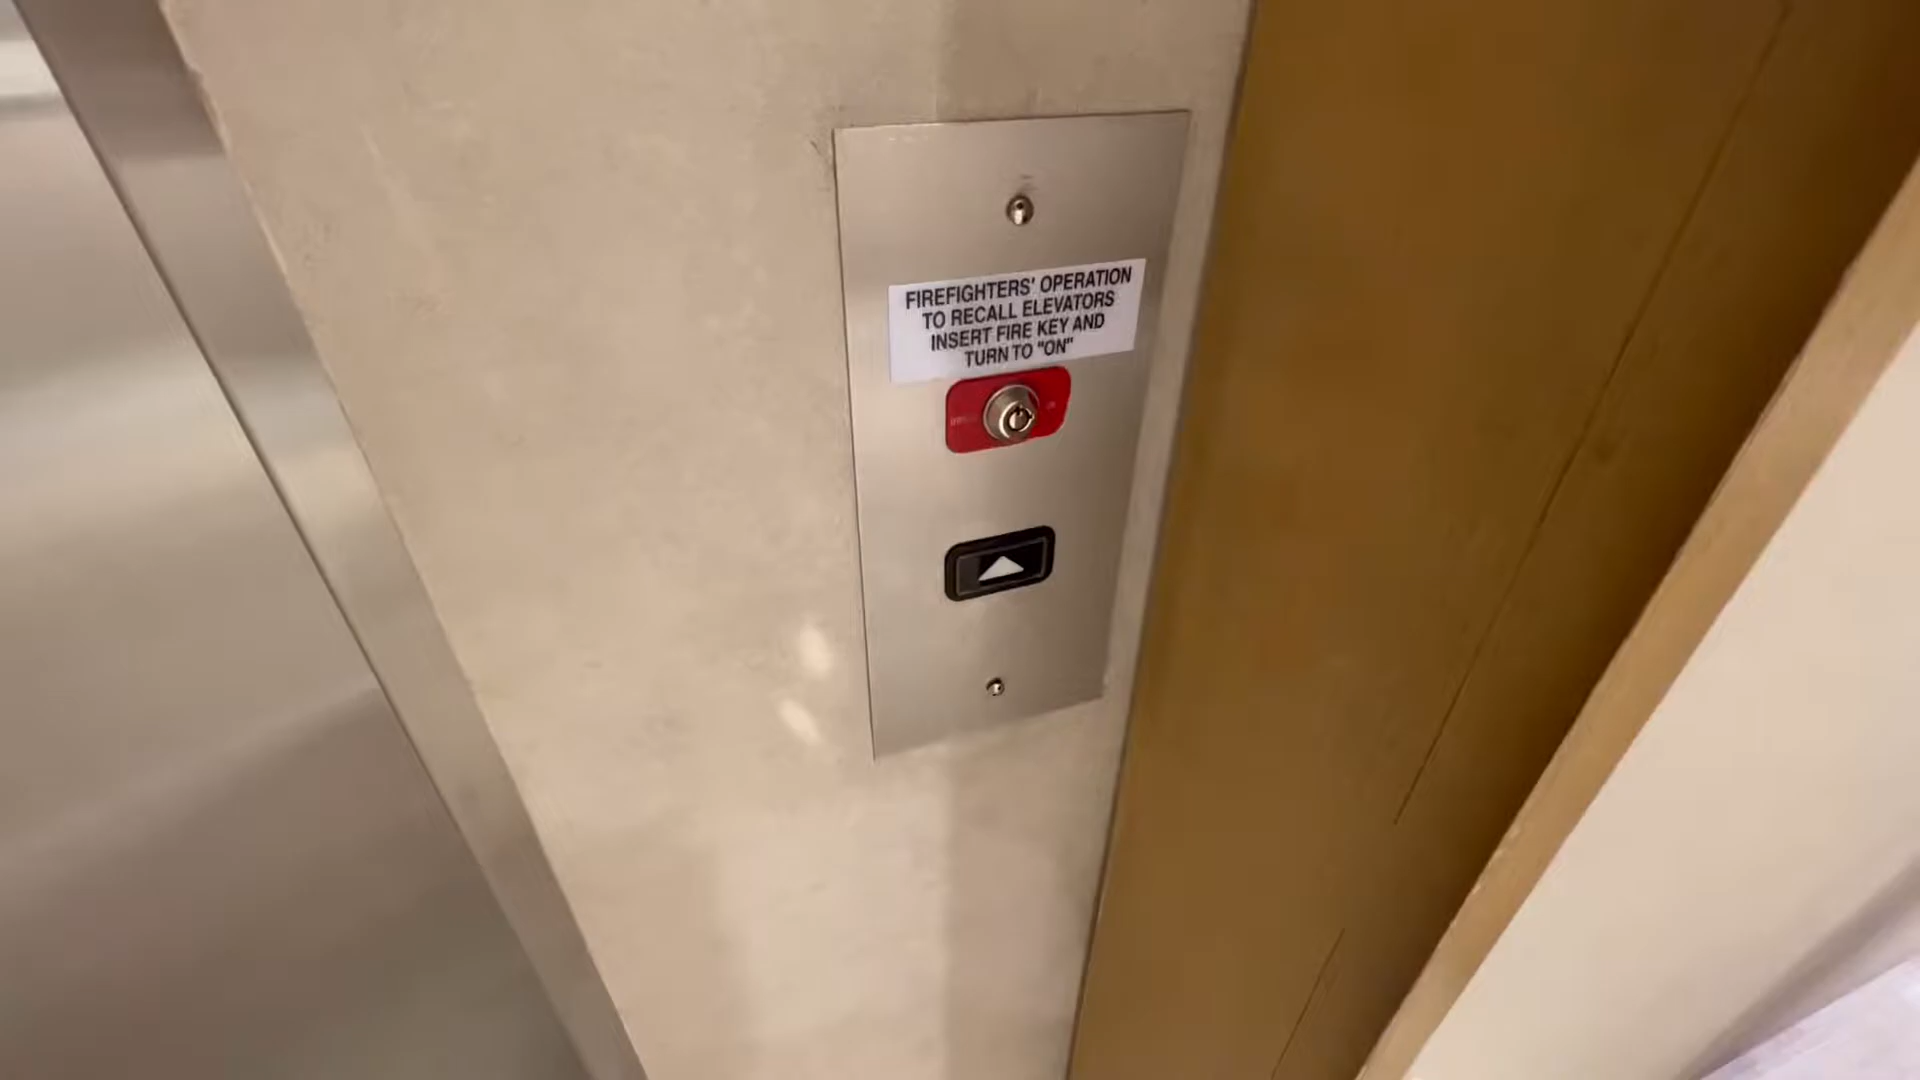 FIREFIGHTERS' OPERATION
TO RECALL ELEVATORS
INSERT FIRE KEY AND
TURN TO "ON"